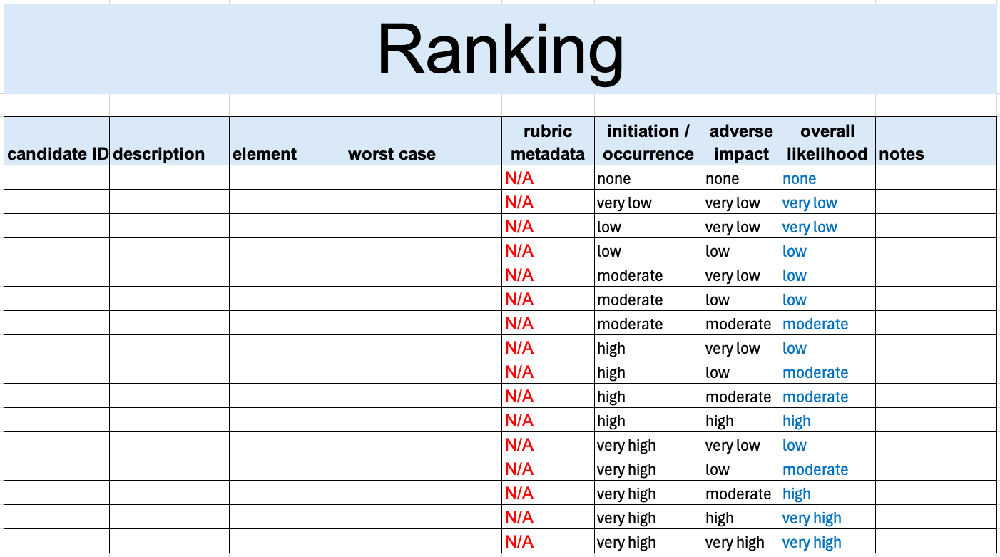 Ranking
candidate ID description element worst case rubric metadata initiation / occurrence adverse impact overall likelihood notes
N/A none none none
N/A very low very low very low
N/A low very low very low
N/A low low low
N/A moderate very low low
N/A moderate low low
N/A moderate moderate moderate
N/A high very low low
N/A high low moderate
N/A high moderate moderate
N/A high high high
N/A very high very low low
N/A very high low moderate
N/A very high moderate high
N/A very high high very high
N/A very high very high very high